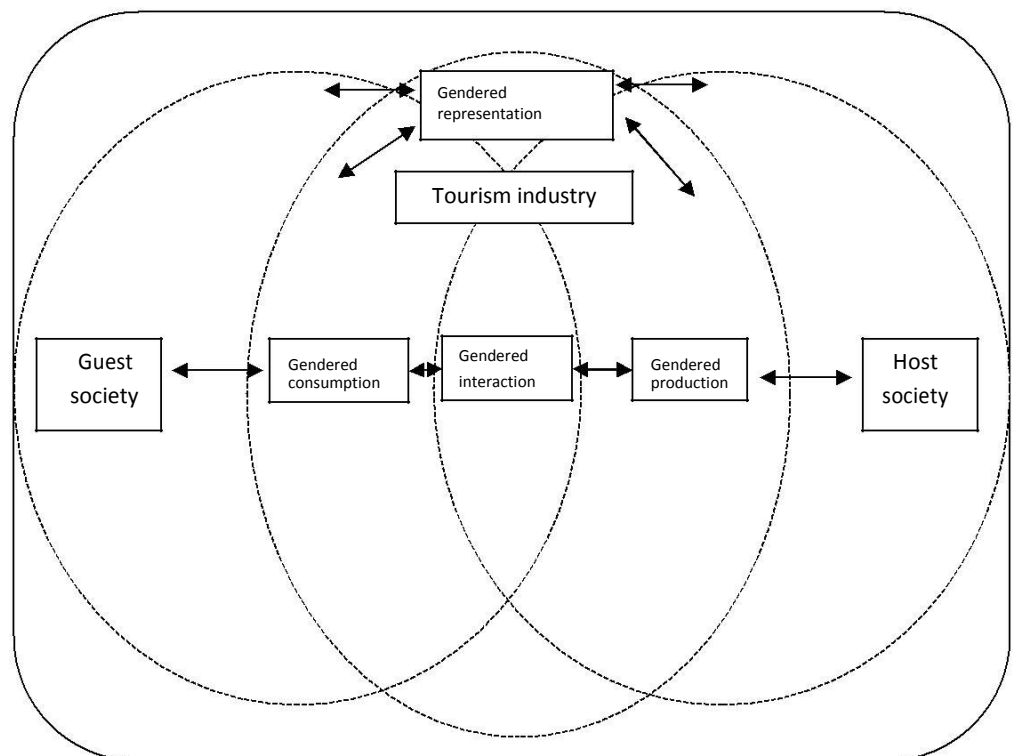 Gendered
representation
Tourism industry
Guest
society
Gendered
consumption
Gendered
interaction
Gendered
production
Host
society